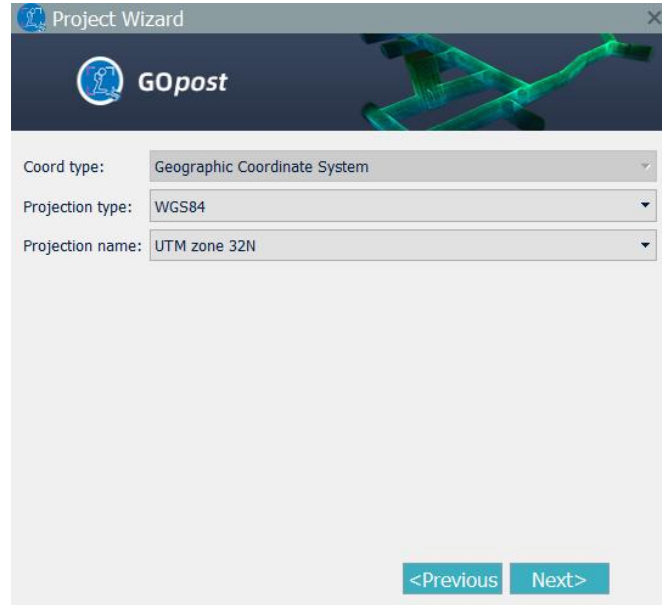 Project Wizard
GOpost
Coord type: Geographic Coordinate System
Projection type: WGS84
Projection name: UTM zone 32N
<Previous Next>